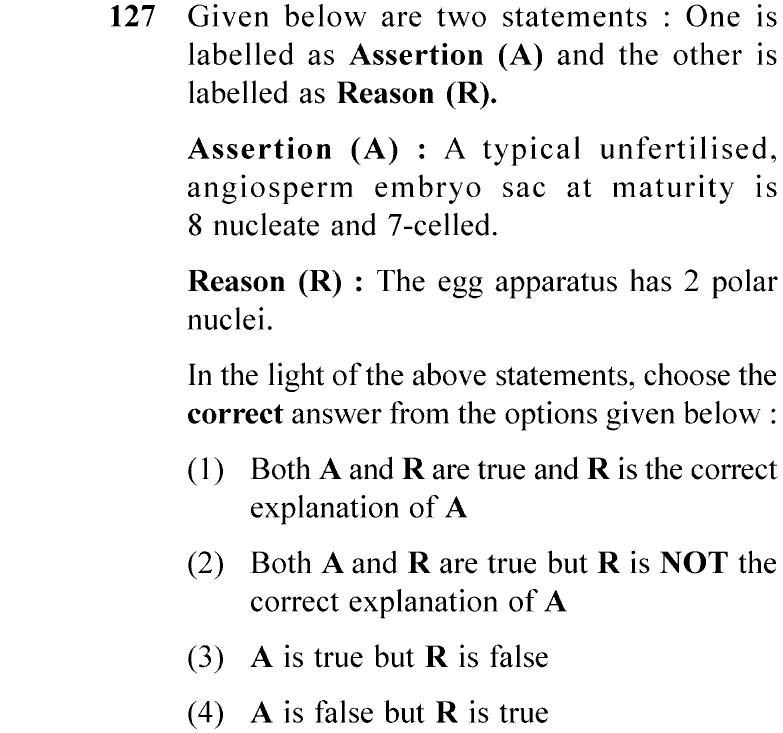 127 Given below are two statements : One is
labelled as Assertion (A) and the other is
labelled as Reason (R).
Assertion (A) : A typical unfertilised,
angiosperm embryo sac at maturity is
8 nucleate and 7-celled.
Reason (R) : The egg apparatus has 2 polar
nuclei.
In the light of the above statements, choose the
correct answer from the options given below :
(1) Both A and R are true and R is the correct
explanation of A
(2) Both A and R are true but R is NOT the
correct explanation of A
(3) A is true but R is false
(4) A is false but R is true